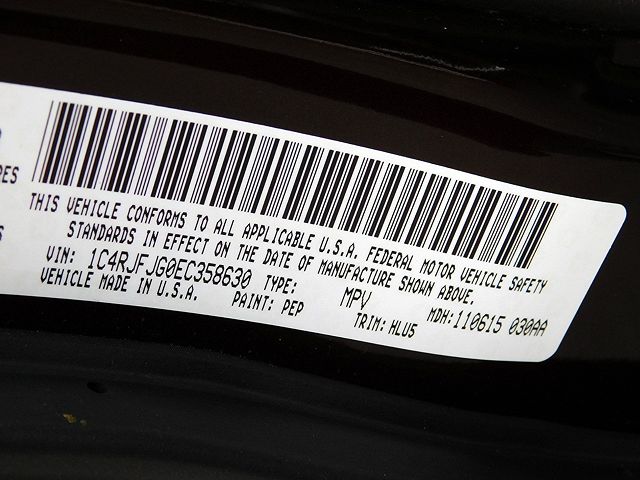 RES
THIS VEHICLE CONFORMS TO ALL APPLICABLE U.S.A. FEDERAL MOTOR VEHICLE SAFETY
STANDARDS IN EFFECT ON THE DATE OF MANUFACTURE SHOWN ABOVE.
VIN: 1C4RJFJG0EC358630 TYPE: MPV MDH: 110615 030AA
VEHICLE MADE IN U.S.A. PAINT: PEP TRIM: HLU5